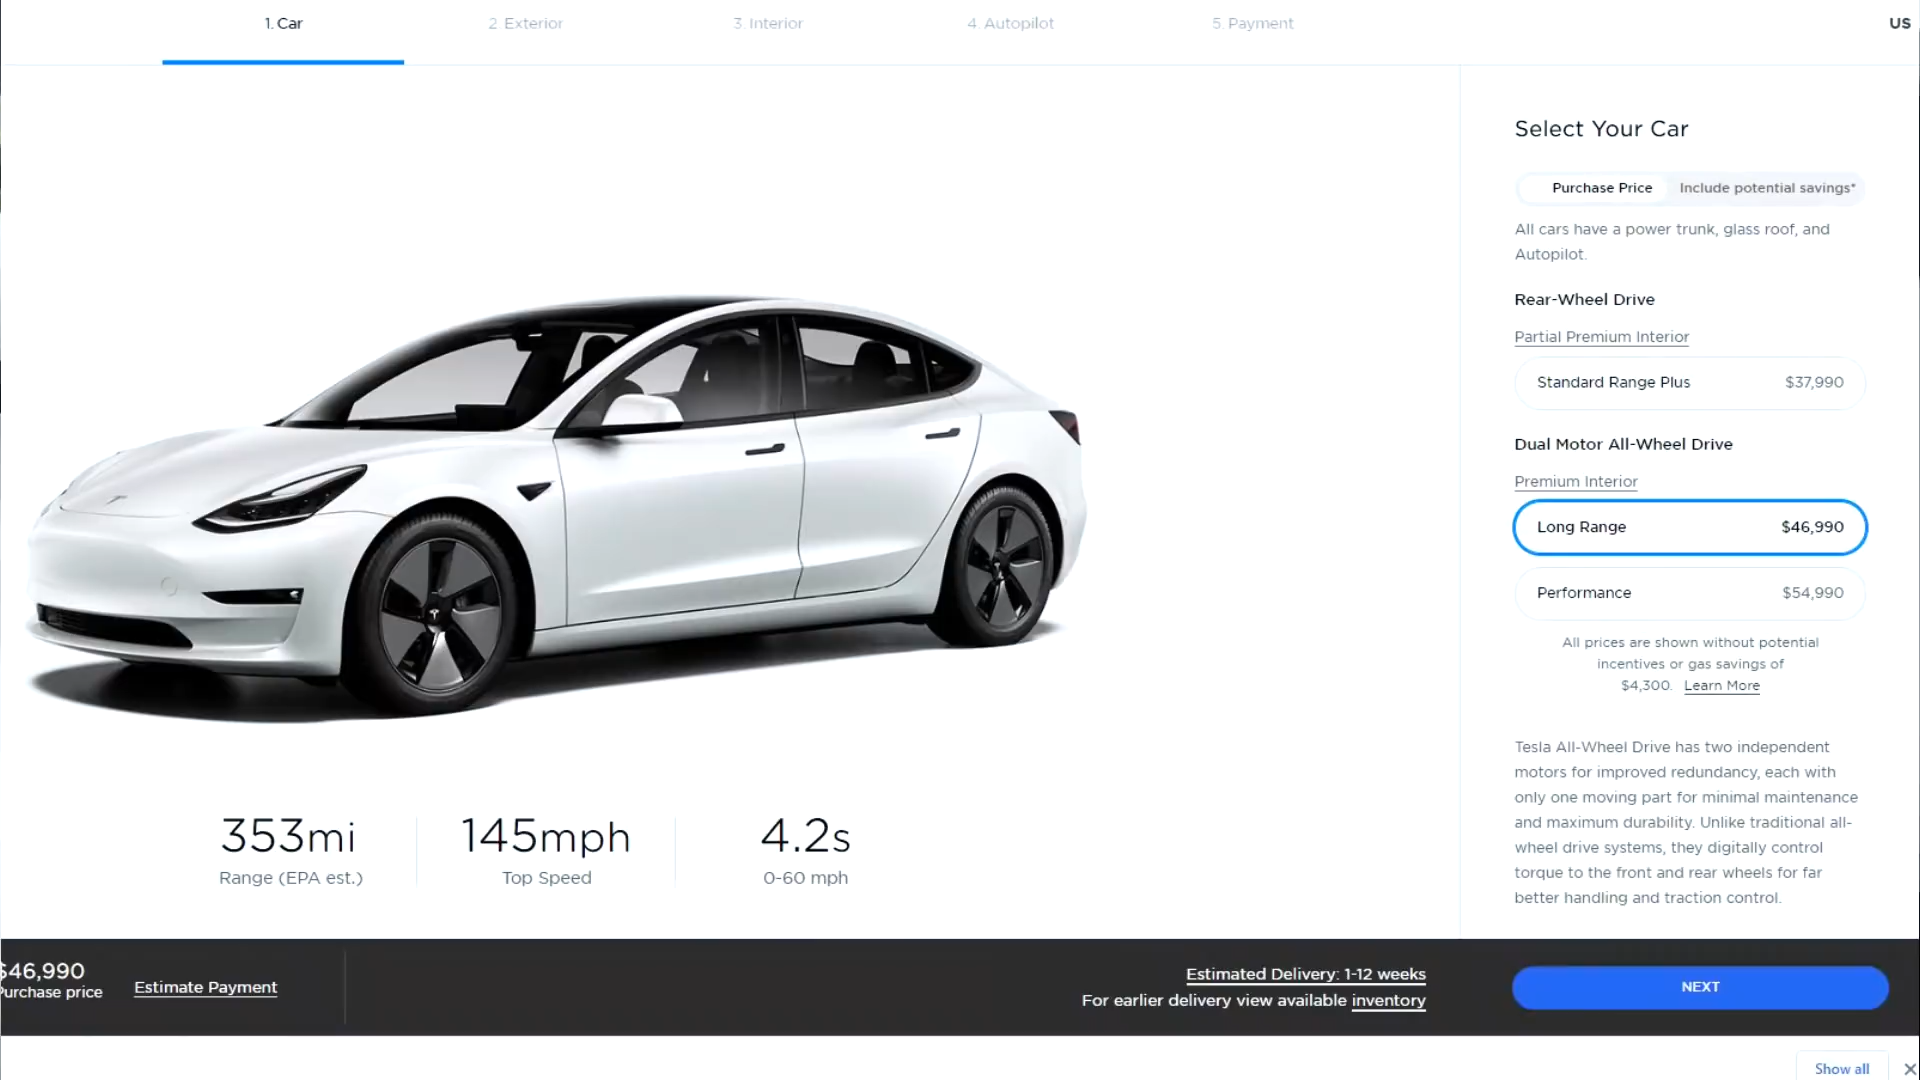 1. Car
2 Exterior
3 Interior
4 Autopilot
5 Payment
US
Select Your Car
Purchase Price
Include potential savings*
All cars have a power trunk, glass roof, and
Autopilot.
Rear-Wheel Drive
Partial Premium Interior
Standard Range Plus $37,990
Dual Motor All-Wheel Drive
Premium Interior
Long Range $46,990
Performance $54,990
All prices are shown without potential
incentives or gas savings of
$4,300. Learn More
Tesla All-Wheel Drive has two independent
motors for improved redundancy, each with
only one moving part for minimal maintenance
and maximum durability. Unlike traditional all-
wheel drive systems, they digitally control
torque to the front and rear wheels for far
better handling and traction control.
353mi
Range (EPA est.)
145mph
Top Speed
4.2s
0-60 mph
$46,990
Purchase price
Estimate Payment
Estimated Delivery: 1-12 weeks
For earlier delivery view available inventory
NEXT
Show all